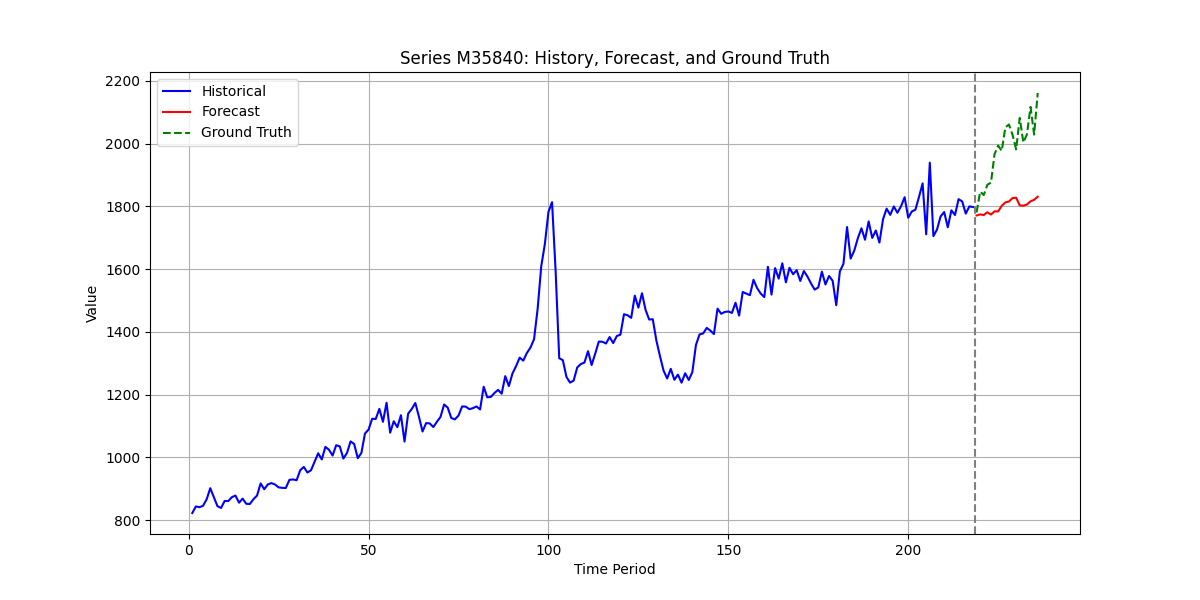 Series M35840: History, Forecast, and Ground Truth
2200
2000
1800
1600
1400
1200
1000
800
Value
Historical
Forecast
Ground Truth
0
50
100
150
200
Time Period